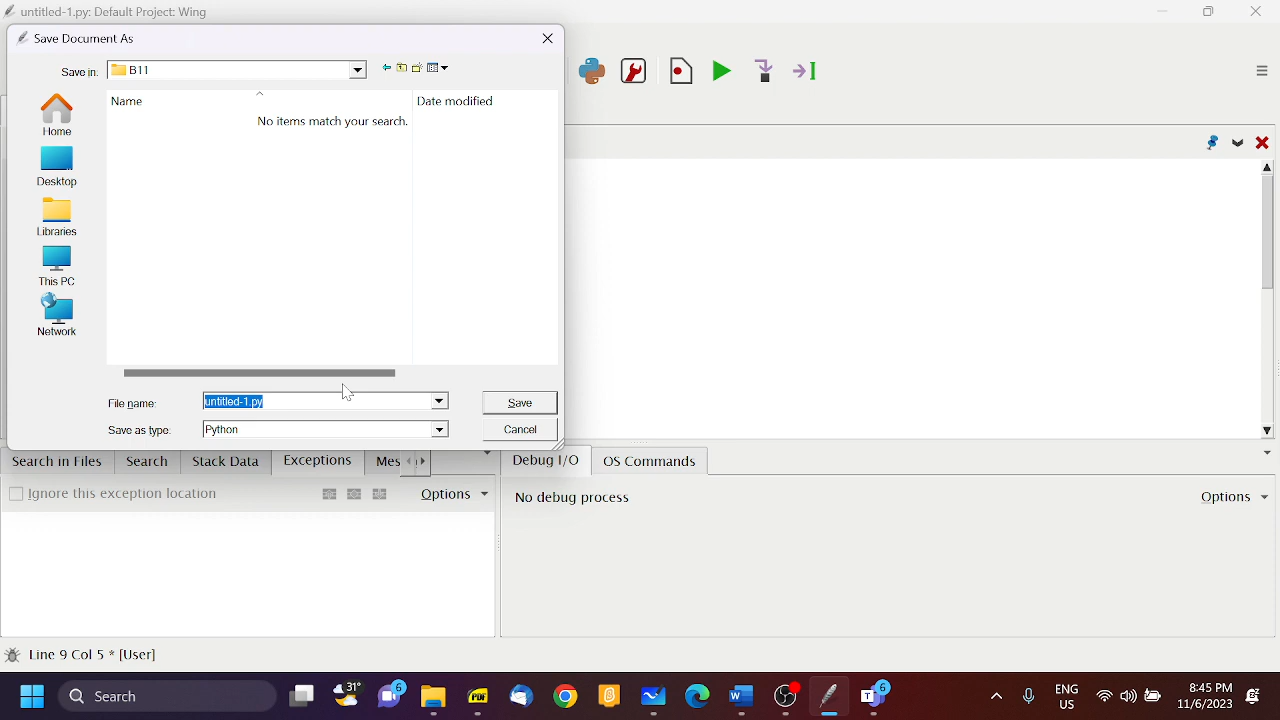 untitled-1.py: Default Project: Wing
Save Document As
Save in:
B11
Name
Date modified
No items match your search.
Home
Desktop
Libraries
This PC
Network
File name:
untitled-1.py
Save
Save as type:
Python
Cancel
Search in Files
Search
Stack Data
Exceptions
Mes
Debug I/O
OS Commands
Ignore this exception location
Options
No debug process
Options
Line 9 Col 5 * [User]
31°
6
PDF
6
Search
ENG
US
8:45 PM
11/6/2023